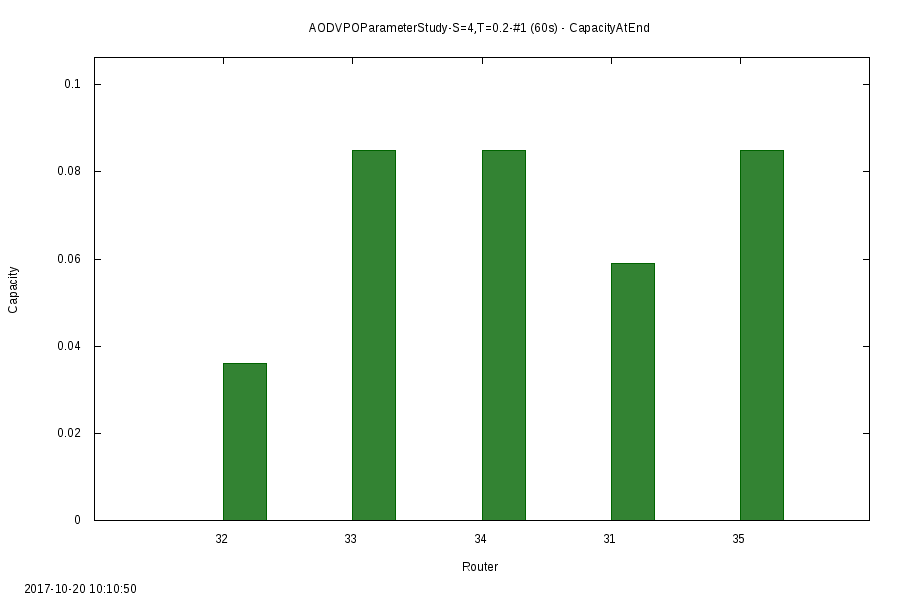 AODVPOParameterStudy-S=4,T=0.2-#1 (60s) - CapacityAtEnd
0.1
0.08
0.06
0.04
0.02
0
Capacity
32 33 34 31 35
Router
2017-10-20 10:10:50